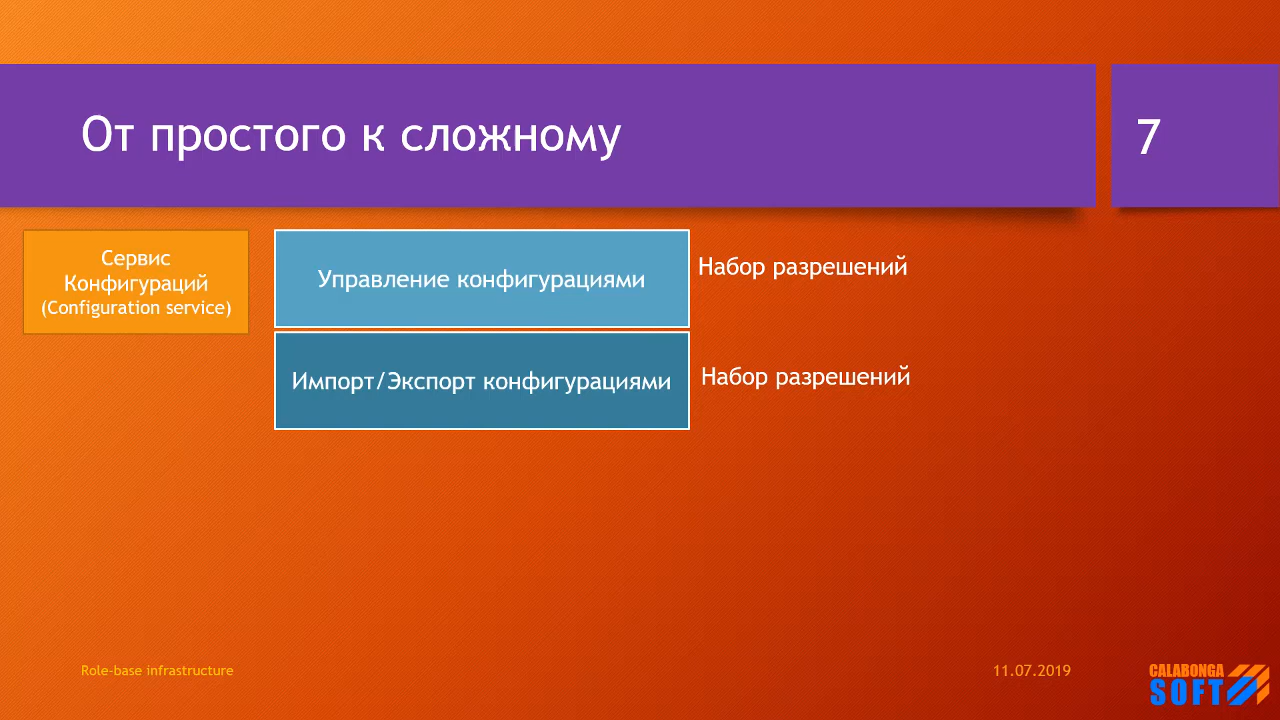 От простого к сложному
7
Сервис
Конфигураций
(Configuration service)
Управление конфигурациями
Набор разрешений
Импорт/Экспорт конфигурациями
Набор разрешений
Role-base infrastructure
11.07.2019
CALABONGA
SOFT